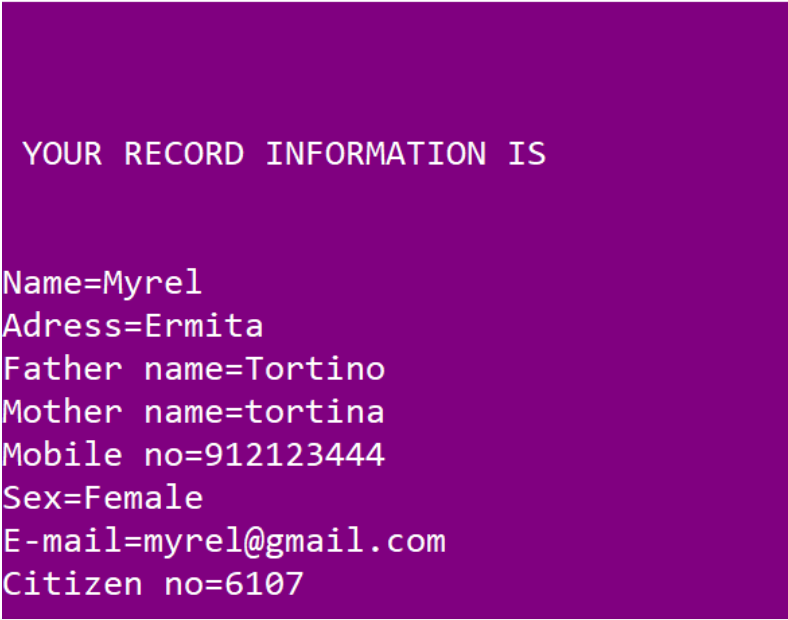 YOUR RECORD INFORMATION IS
Name=Myrel
Adress=Ermita
Father name=Tortino
Mother name=tortina
Mobile no=912123444
Sex=Female
E-mail=myrel@gmail.com
Citizen no=6107